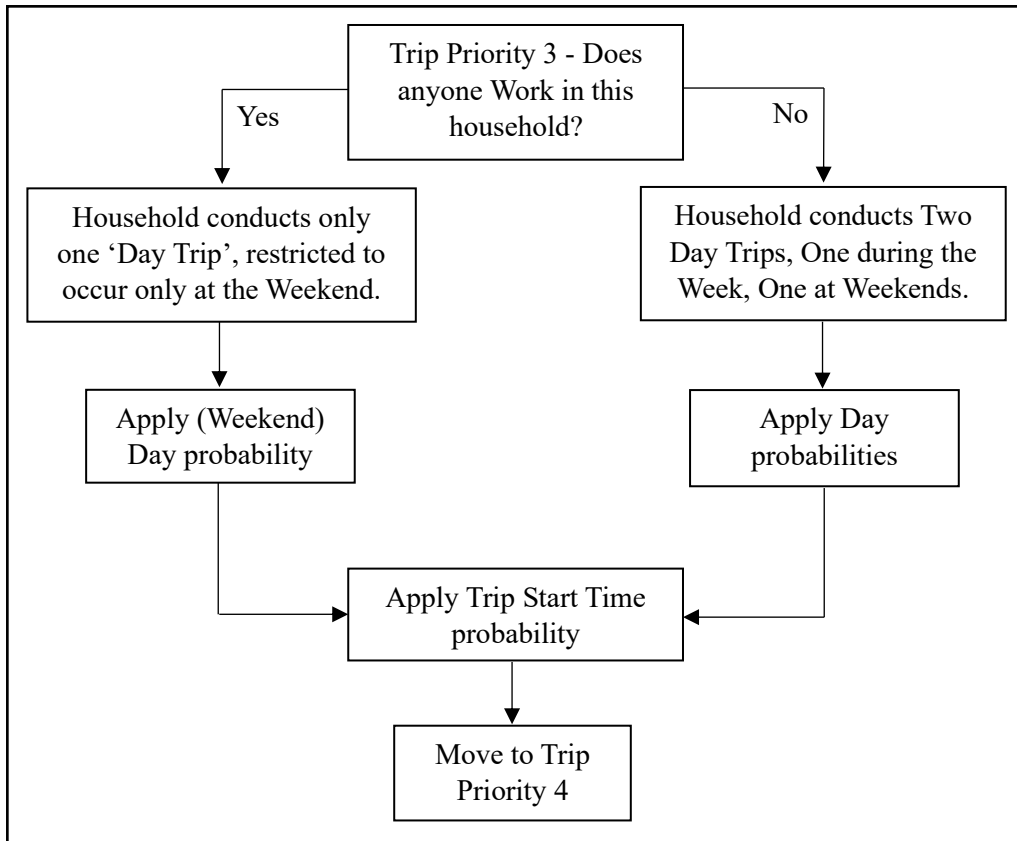 Trip Priority 3 - Does
anyone Work in this
household?
Yes
No
Household conducts only
one ‘Day Trip’, restricted to
occur only at the Weekend.
Household conducts Two
Day Trips, One during the
Week, One at Weekends.
Apply (Weekend)
Day probability
Apply Day
probabilities
Apply Trip Start Time
probability
Move to Trip
Priority 4